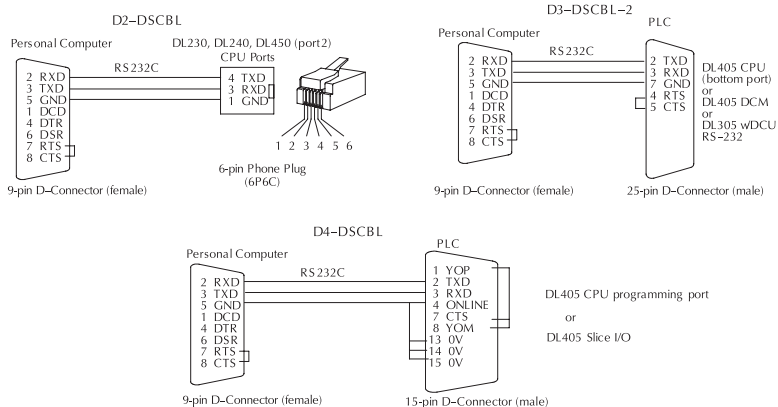 D2–DSCBL
Personal Computer
DL230, DL240, DL450 (port2)
CPU Ports
RS232C
2 RXD
3 TXD
5 GND
1 DCD
4 DTR
6 DSR
7 RTS
8 CTS
4 TXD
3 RXD
1 GND
1 2 3 4 5 6
6-pin Phone Plug
(6P6C)
9-pin D–Connector (female)
D3–DSCBL–2
PLC
Personal Computer
RS232C
2 RXD
3 TXD
5 GND
1 DCD
4 DTR
6 DSR
7 RTS
8 CTS
2 TXD
3 RXD
7 GND
4 RTS
5 CTS
DL405 CPU
(bottom port)
or
DL405 DCM
or
DL305 wDCU
RS–232
9-pin D–Connector (female)
25-pin D–Connector (male)
D4–DSCBL
PLC
Personal Computer
RS232C
2 RXD
3 TXD
5 GND
1 DCD
4 DTR
6 DSR
7 RTS
8 CTS
1 YOP
2 TXD
3 RXD
4 ONLINE
7 CTS
8 YOM
13 0V
14 0V
15 0V
DL405 CPU programming port
or
DL405 Slice I/O
9-pin D–Connector (female)
15-pin D–Connector (male)